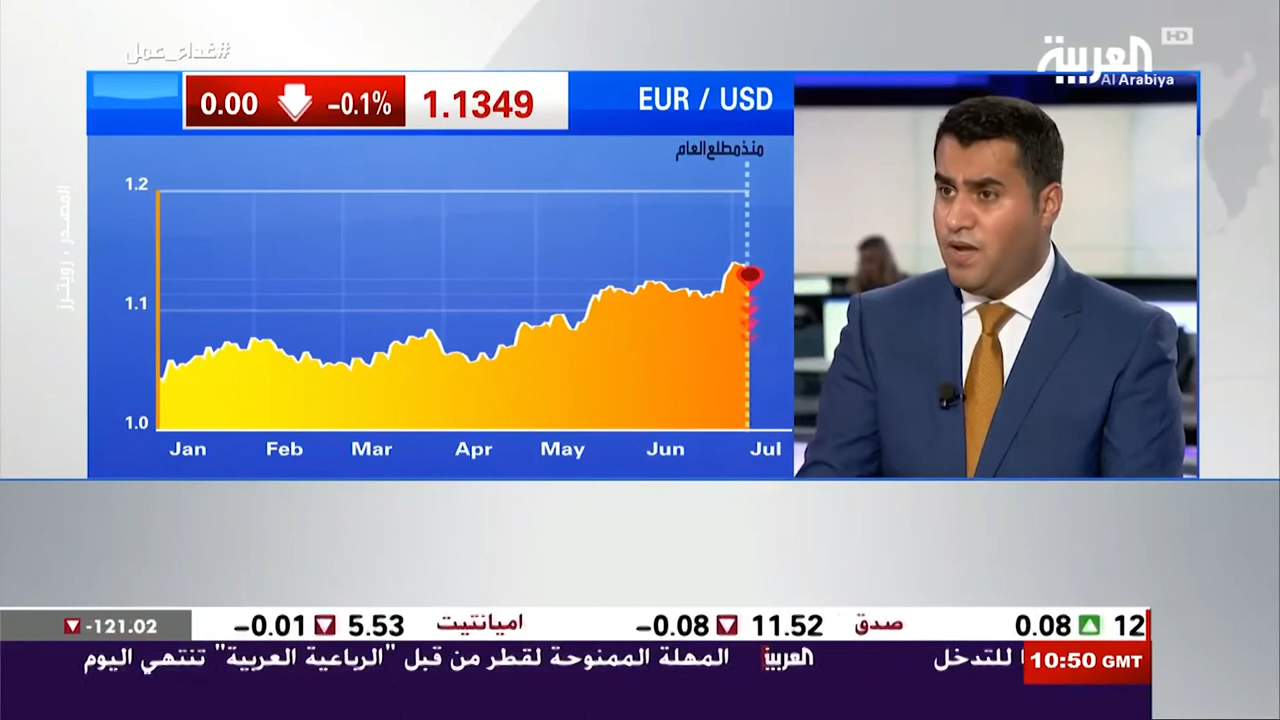 #غداء_عمل
العربية HD
Al Arabiya
0.00 -0.1% 1.1349 EUR / USD
منذ مطلع العام
المصدر : رويترز
1.2
1.1
1.0
Jan Feb Mar Apr May Jun Jul
12 0.08 صدق 11.52 -0.08 اميانتيت 5.53 -0.01 -121.02
10:50 GMT
ا للتدخل العربية المهلة الممنوحة لقطر من قبل "الرباعية العربية" تنتهي اليوم